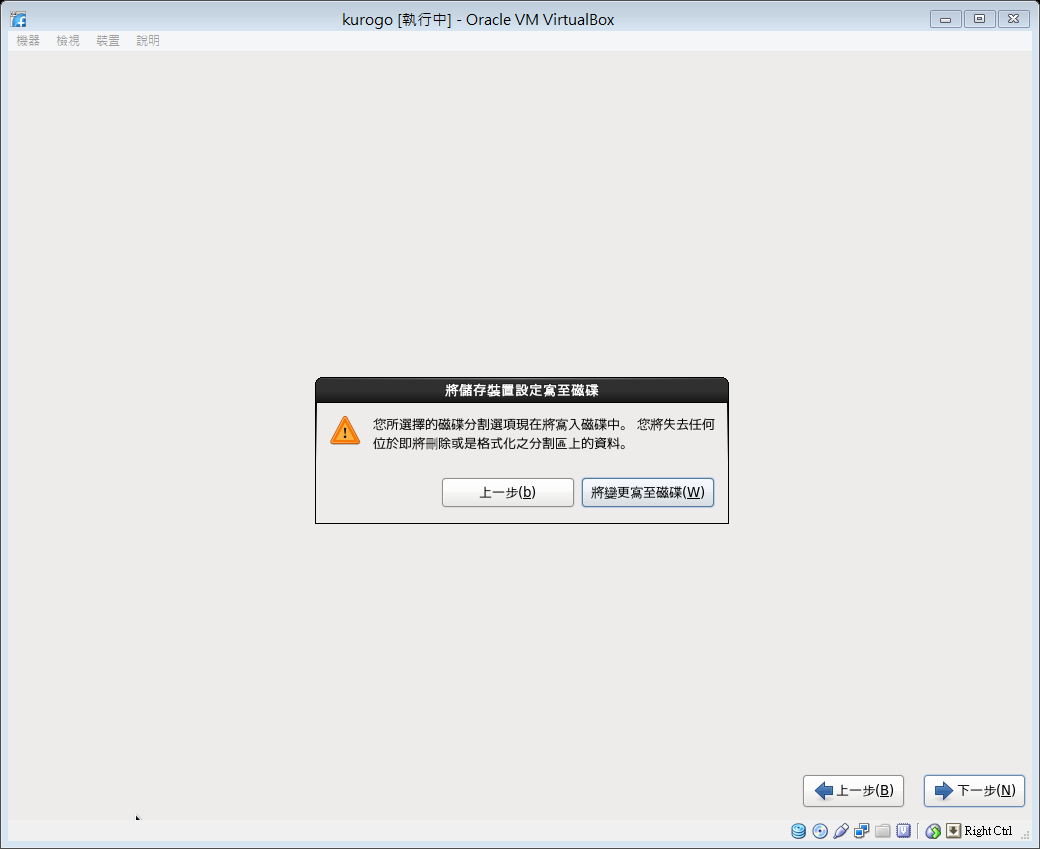 kurogo [執行中] - Oracle VM VirtualBox
機器 檢視 裝置 說明
將儲存裝置設定寫至磁碟
您所選擇的磁碟分割選項現在將寫入磁碟中。 您將失去任何
位於即將刪除或是格式化之分割區上的資料。
上一步(b) 將變更寫至磁碟(W)
上一步(B) 下一步(N)
Right Ctrl